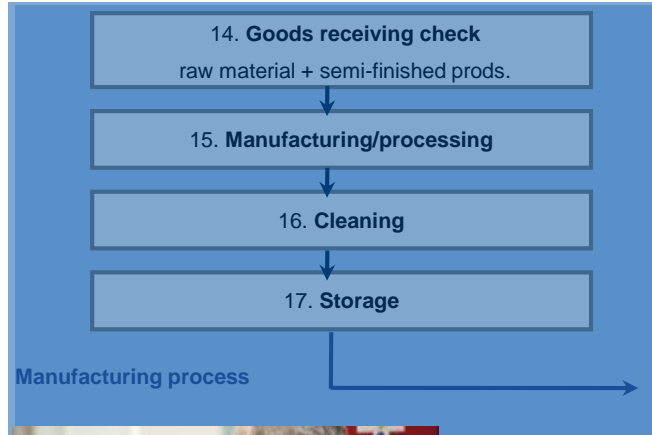 14. Goods receiving check
raw material + semi-finished prods.
15. Manufacturing/processing
16. Cleaning
17. Storage
Manufacturing process